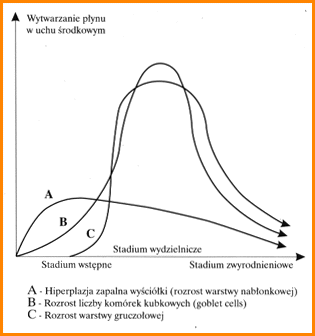 Wytwarzanie płynu
w uchu środkowym
A
B
C
Stadium wydzielnicze
Stadium wstępne
Stadium zwyrodnieniowe
A - Hiperplazja zapalna wyściółki (rozrost warstwy nabłonkowej)
B - Rozrost liczby komórek kubkowych (goblet cells)
C - Rozrost warstwy gruczołowej